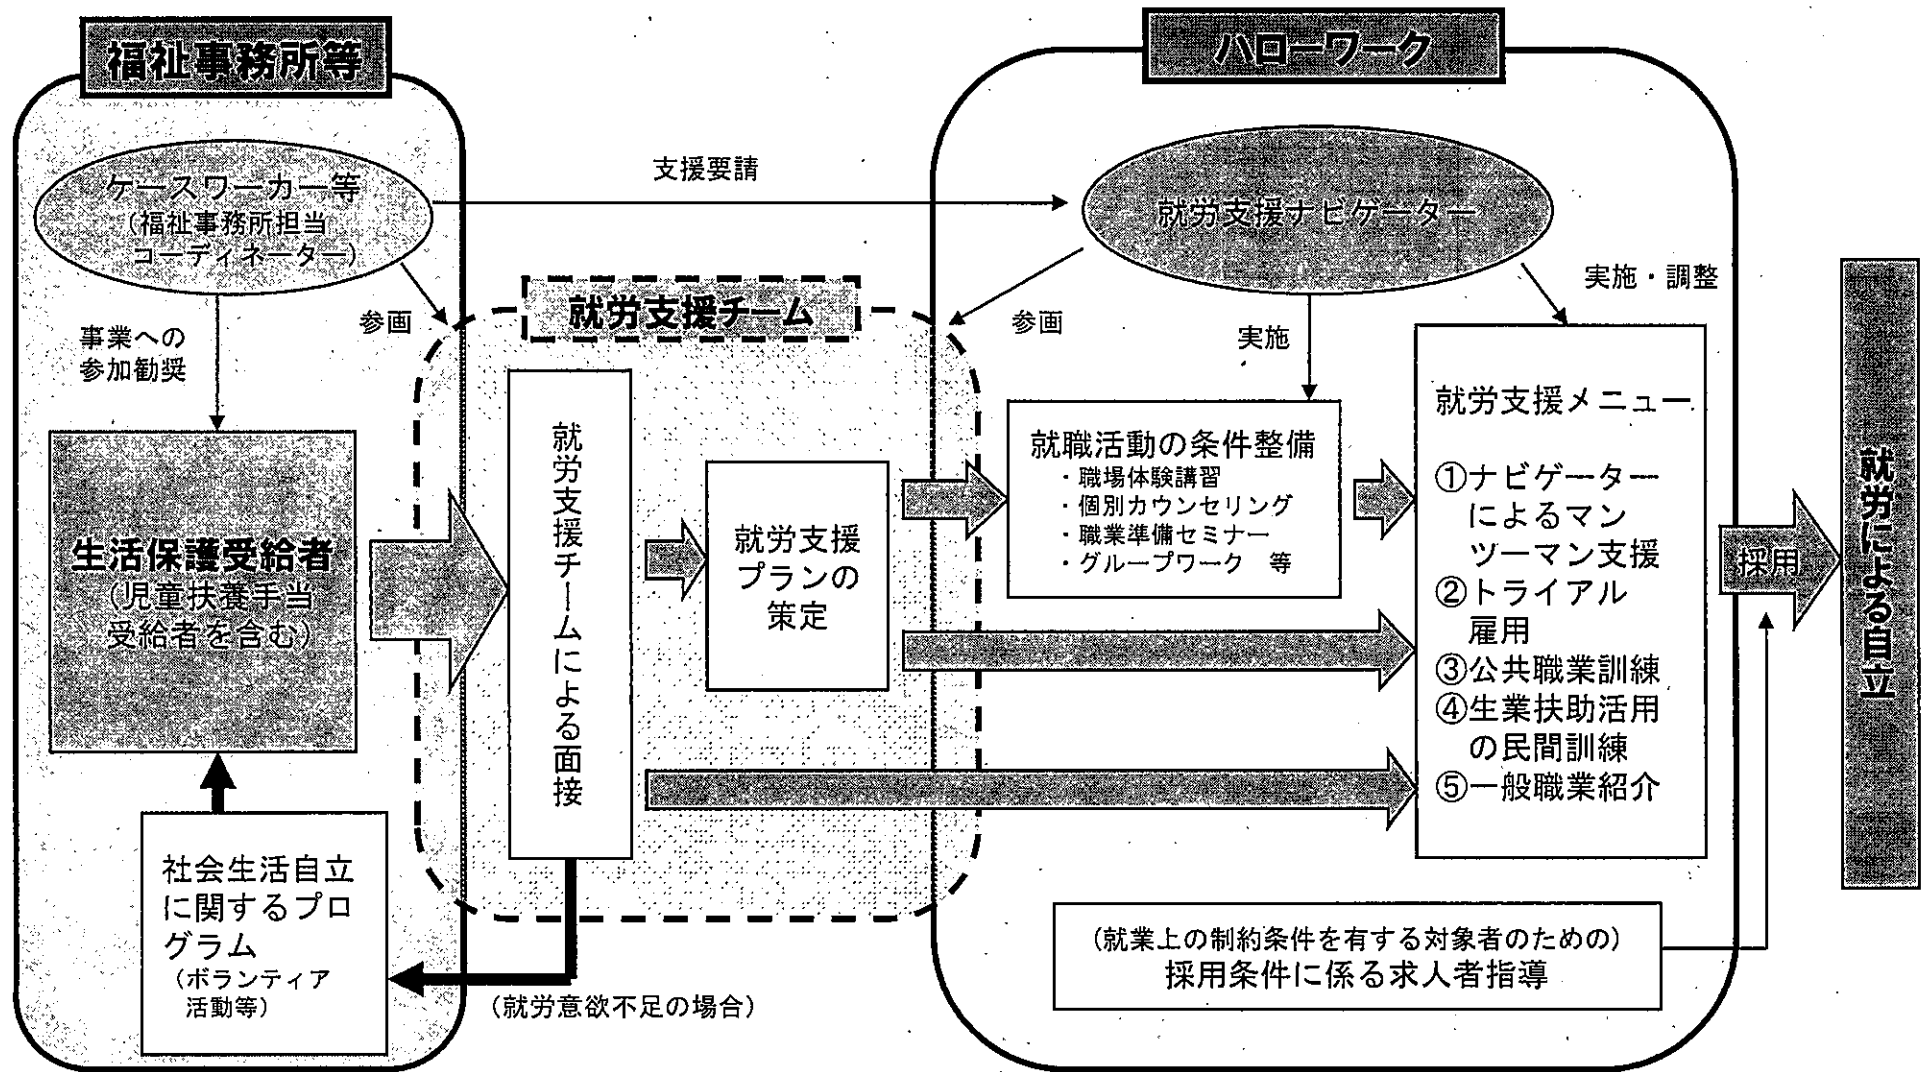 福祉事務所等
ハローワーク
ケースワーカー等
(福祉事務所担当
コーディネーター)
支援要請
就労支援ナビゲーター
事業への
参加勧奨
参画
就労支援チーム
参画
実施
実施・調整
生活保護受給者
(児童扶養手当
受給者を含む)
就労支援チームによる面接
就労支援
プランの
策定
就職活動の条件整備
・職場体験講習
・個別カウンセリング
・職業準備セミナー
・グループワーク 等
就労支援メニュー
①ナビゲーター
によるマン
ツーマン支援
②トライアル
雇用
③公共職業訓練
④生業扶助活用
の民間訓練
⑤一般職業紹介
採用
就労による自立
社会生活自立
に関するプロ
グラム
(ボランティア
活動等)
(就労意欲不足の場合)
(就業上の制約条件を有する対象者のための)
採用条件に係る求人者指導